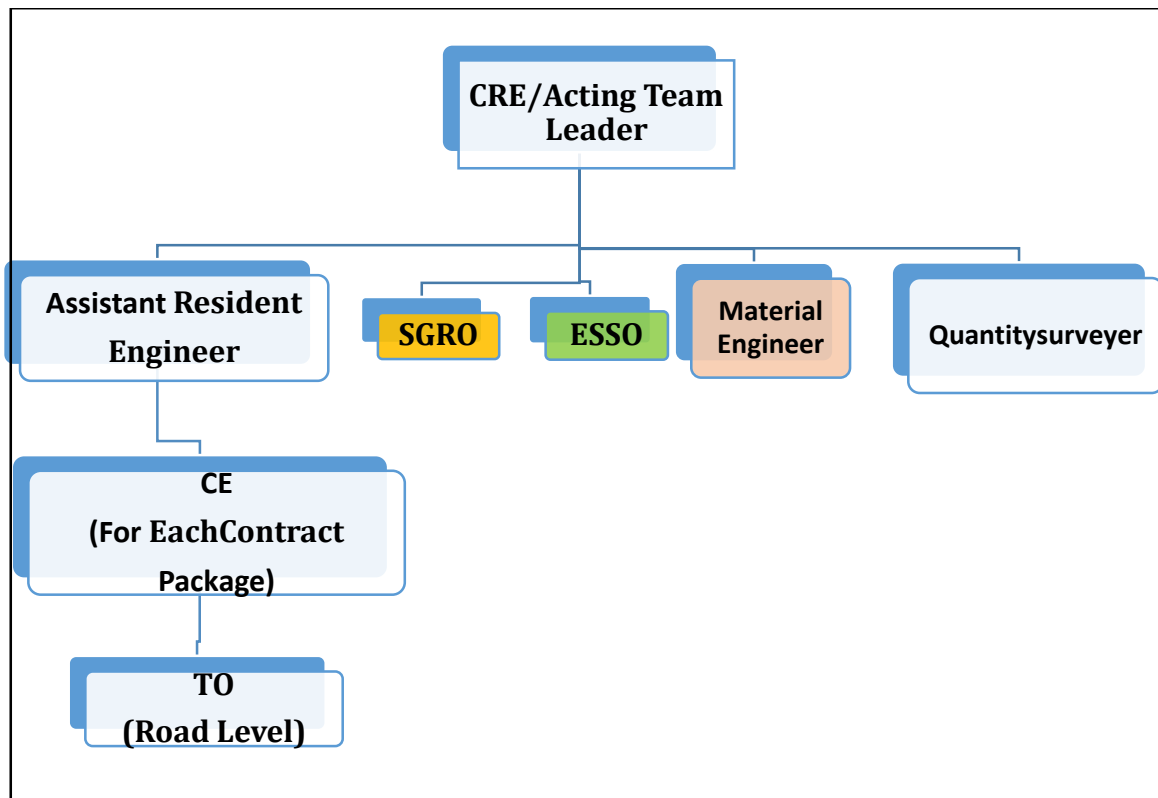 CRE/Acting Team
Leader
Assistant Resident
Engineer
SGRO
ESSO
Material
Engineer
Quantitysurveyer
CE
(For EachContract
Package)
TO
(Road Level)